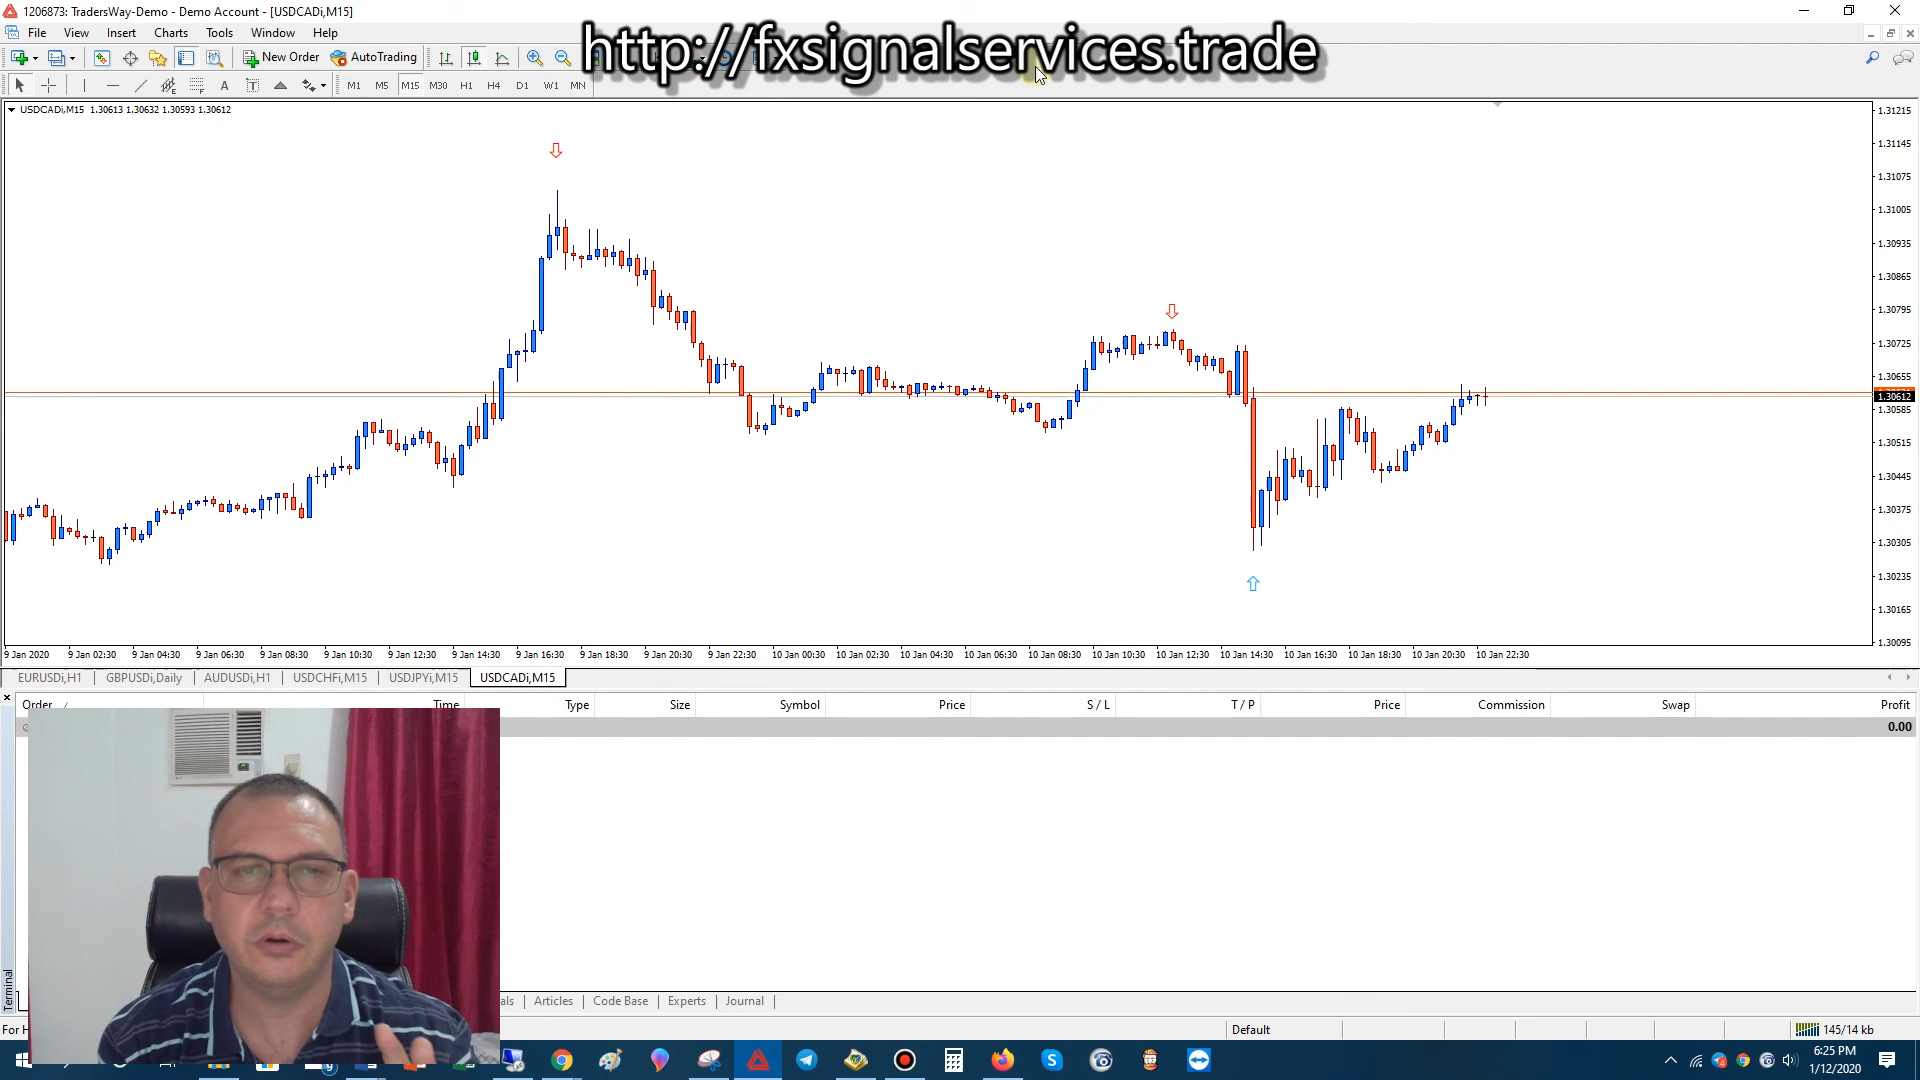 1206873: TradersWay-Demo - Demo Account - [USDCADi,M15]
File View Insert Charts Tools Window Help
http://fxsignalservices.trade
New Order AutoTrading
A T M1 M5 M15 M30 H1 H4 D1 W1 MN
USDCADi,M15 1.30613 1.30632 1.30593 1.30612
1.31215
1.31145
1.31075
1.31005
1.30935
1.30865
1.30795
1.30725
1.30655
1.30612
1.30585
1.30515
1.30445
1.30375
1.30305
1.30235
1.30165
1.30095
9 Jan 2020 9 Jan 02:30 9 Jan 04:30 9 Jan 06:30 9 Jan 08:30 9 Jan 10:30 9 Jan 12:30 9 Jan 14:30 9 Jan 16:30 9 Jan 18:30 9 Jan 20:30 9 Jan 22:30 10 Jan 00:30 10 Jan 02:30 10 Jan 04:30 10 Jan 06:30 10 Jan 08:30 10 Jan 10:30 10 Jan 12:30 10 Jan 14:30 10 Jan 16:30 10 Jan 18:30 10 Jan 20:30 10 Jan 22:30
EURUSDi,H1 GBPUSDi,Daily AUDUSDi,H1 USDCHFi,M15 USDJPYi,M15 USDCADi,M15
Order / Time Type Size Symbol Price S / L T / P Price Commission Swap Profit
0.00
Terminal
als Articles Code Base Experts Journal
For H Default 145/14 kb
6:25 PM
1/12/2020